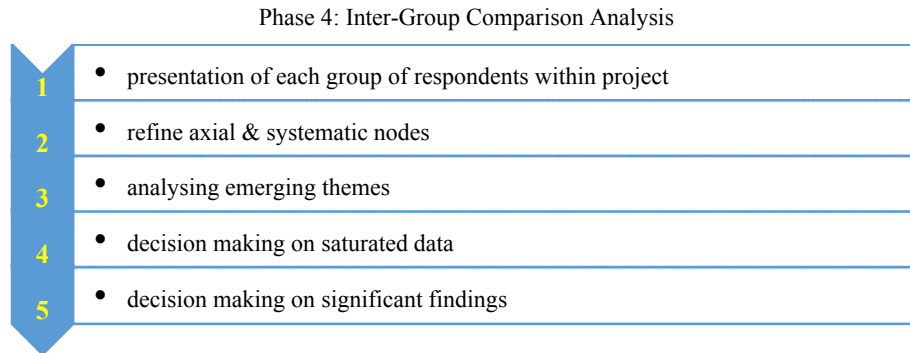 Phase 4: Inter-Group Comparison Analysis
1 • presentation of each group of respondents within project
2 • refine axial & systematic nodes
3 • analysing emerging themes
4 • decision making on saturated data
5 • decision making on significant findings